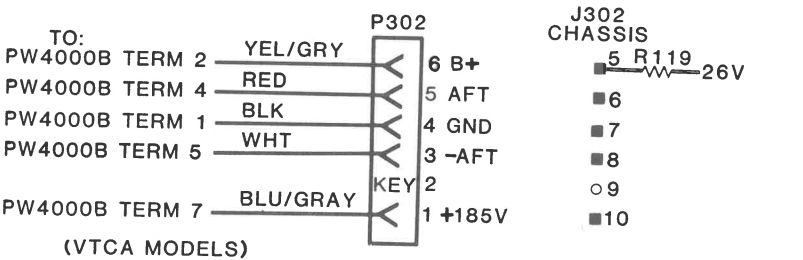 P302
J302
CHASSIS
TO:
PW4000B TERM 2 YEL/GRY 6 B+
5 R119 26V
PW4000B TERM 4 RED 5 AFT
6
PW4000B TERM 1 BLK 4 GND
7
PW4000B TERM 5 WHT 3 -AFT
8
KEY 2
9
PW4000B TERM 7 BLU/GRAY 1 +185V
10
(VTCA MODELS)